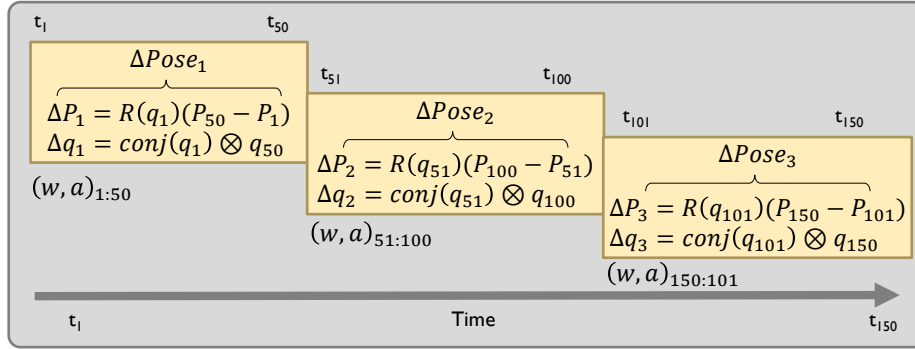 t₁ t₅₀
ΔPose₁
ΔP₁ = R(q₁)(P₅₀ − P₁)
Δq₁ = conj(q₁) ⊗ q₅₀
(w, a)₁:₅₀
t₅₁ t₁₀₀
ΔPose₂
ΔP₂ = R(q₅₁)(P₁₀₀ − P₅₁)
Δq₂ = conj(q₅₁) ⊗ q₁₀₀
(w, a)₅₁:₁₀₀
t₁₀₁ t₁₅₀
ΔPose₃
ΔP₃ = R(q₁₀₁)(P₁₅₀ − P₁₀₁)
Δq₃ = conj(q₁₀₁) ⊗ q₁₅₀
(w, a)₁₅₀:₁₀₁
t₁ Time t₁₅₀